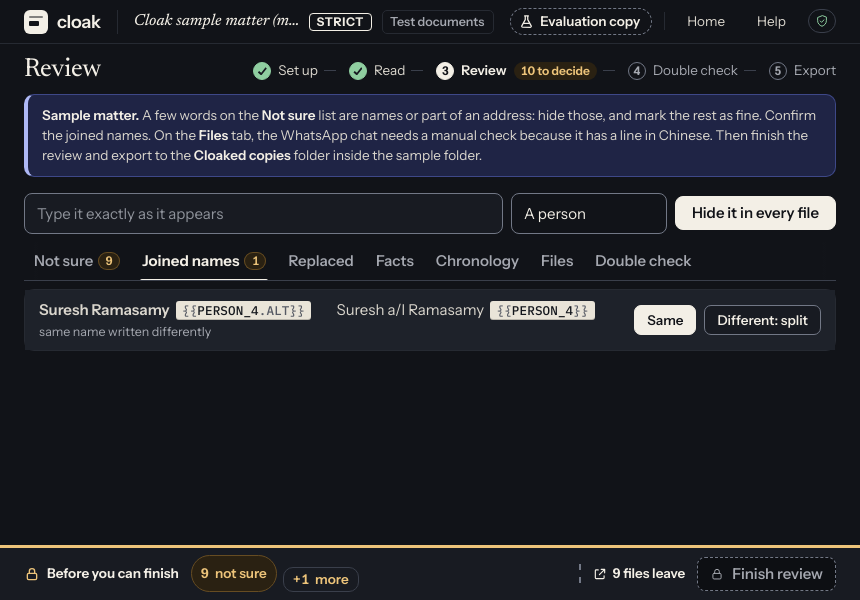 cloak
Cloak sample matter (m...
STRICT
Test documents
Evaluation copy
Home
Help
Review
Set up
Read
3 Review 10 to decide
4 Double check
5 Export
Sample matter. A few words on the Not sure list are names or part of an address: hide those, and mark the rest as fine. Confirm
the joined names. On the Files tab, the WhatsApp chat needs a manual check because it has a line in Chinese. Then finish the
review and export to the Cloaked copies folder inside the sample folder.
Type it exactly as it appears
A person
Hide it in every file
Not sure 9
Joined names 1
Replaced
Facts
Chronology
Files
Double check
Suresh Ramasamy {{PERSON_4.ALT}}
Suresh a/l Ramasamy {{PERSON_4}}
same name written differently
Same
Different: split
Before you can finish
9 not sure
+1 more
9 files leave
Finish review